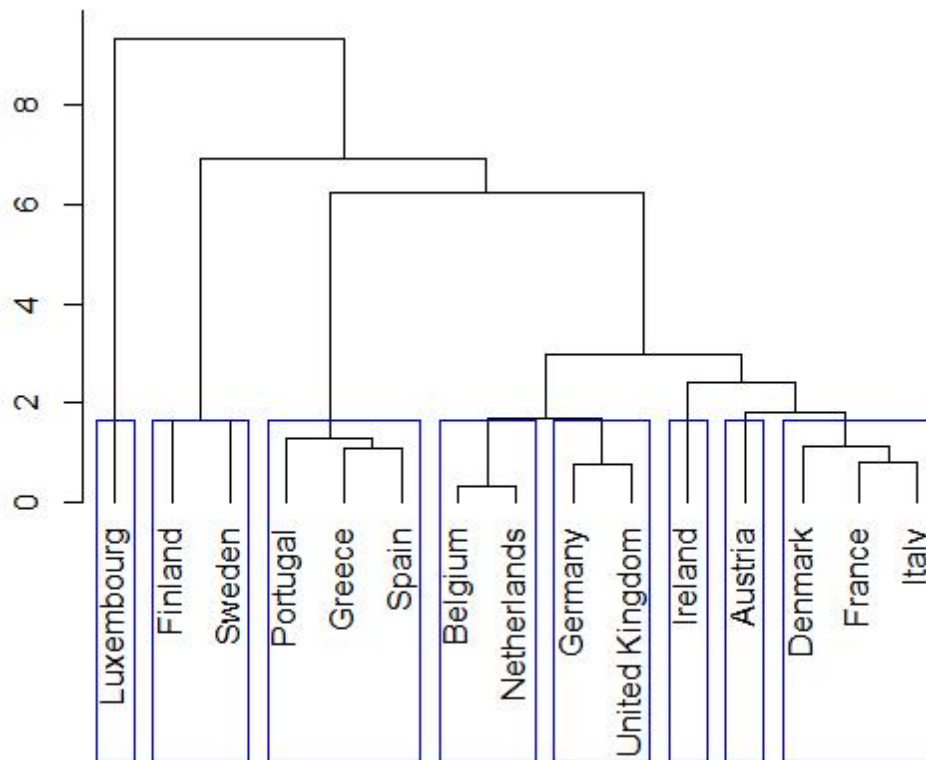 8
6
4
2
0
Luxembourg
Finland
Sweden
Portugal
Greece
Spain
Belgium
Netherlands
Germany
United Kingdom
Ireland
Austria
Denmark
France
Italy